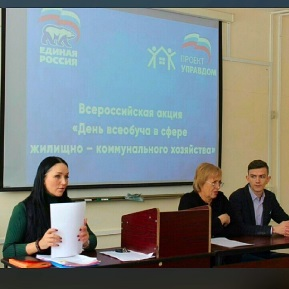 ЕДИНАЯ
РОССИЯ
ПРОЕКТ
УПРАВДОМ
Всероссийская акция
«День всеобуча в сфере
жилищно – коммунального хозяйства»